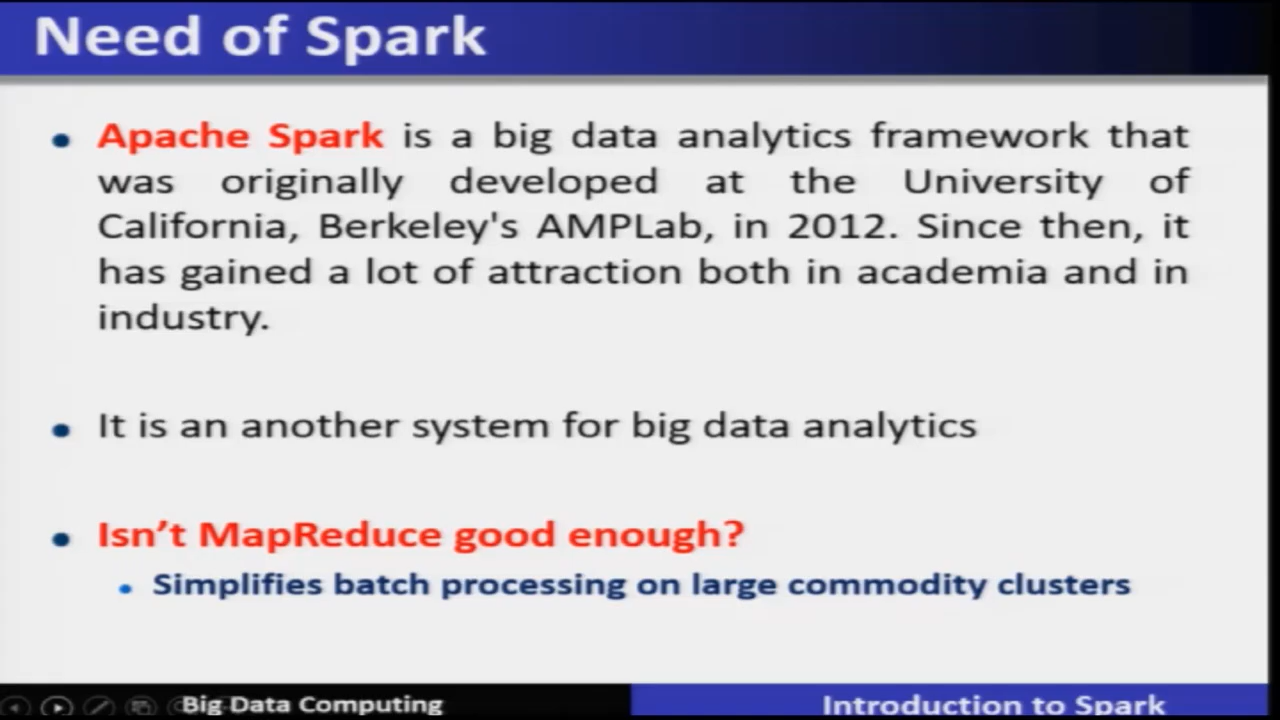 Need of Spark
• Apache Spark is a big data analytics framework that
was originally developed at the University of
California, Berkeley's AMPLab, in 2012. Since then, it
has gained a lot of attraction both in academia and in
industry.
• It is an another system for big data analytics
• Isn’t MapReduce good enough?
• Simplifies batch processing on large commodity clusters
Big Data Computing
Introduction to Spark